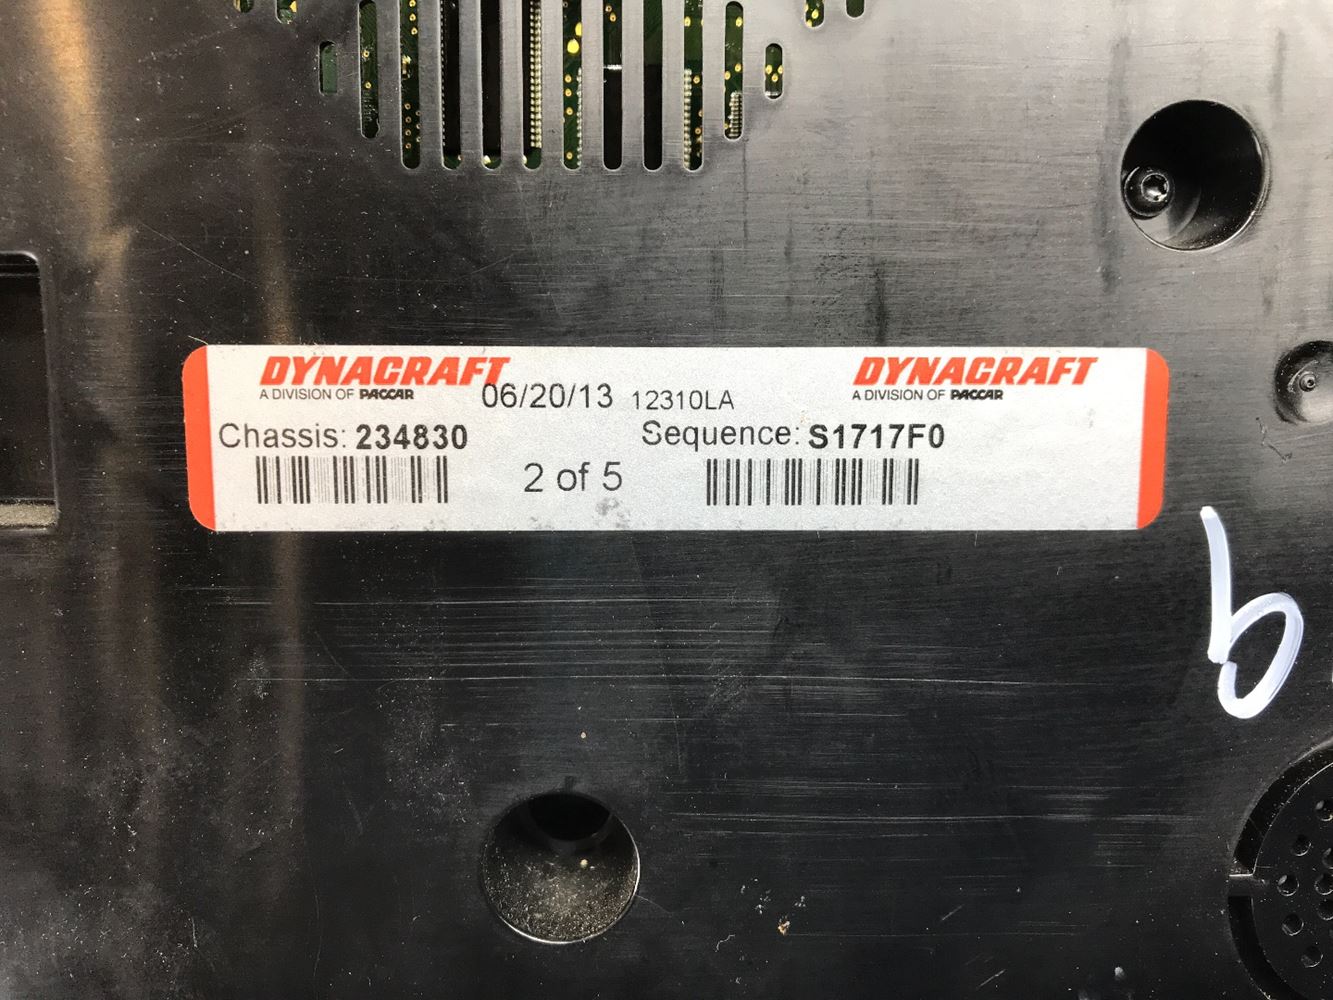 DYNACRAFT DYNACRAFT
A DIVISION OF PACCAR 06/20/13 12310LA A DIVISION OF PACCAR
Chassis: 234830 Sequence: S1717F0
2 of 5